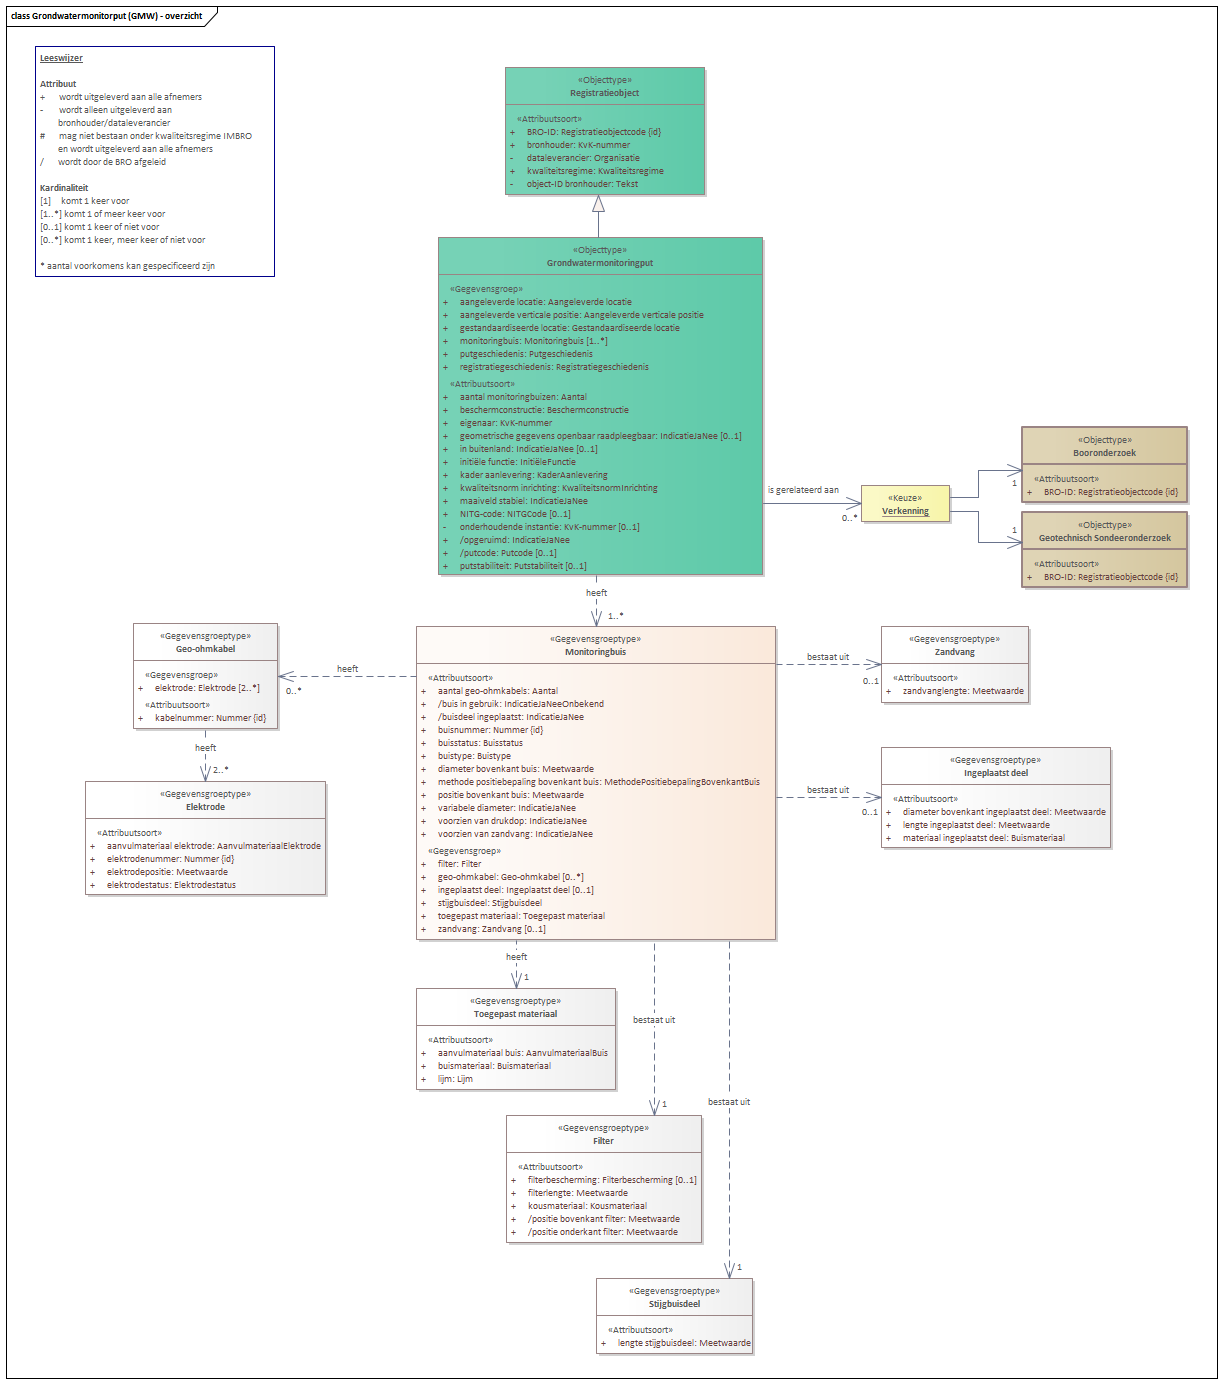 class Grondwatermonitorput (GMW) - overzicht
Leeswijzer
Attribuut
+ wordt uitgeleverd aan alle afnemers
- wordt alleen uitgeleverd aan
bronhouder/dataleverancier
# mag niet bestaan onder kwaliteitsregime IMBRO
en wordt uitgeleverd aan alle afnemers
/ wordt door de BRO afgeleid
Kardinaliteit
[1] komt 1 keer voor
[1..*] komt 1 of meer keer voor
[0..1] komt 1 keer of niet voor
[0..*] komt 1 keer, meer keer of niet voor
* aantal voorkomens kan gespecificeerd zijn
«Objecttype»
Registratieobject
«Attribuutsoort»
+ BRO-ID: Registratieobjectcode {id}
+ bronhouder: KvK-nummer
- dataleverancier: Organisatie
+ kwaliteitsregime: Kwaliteitsregime
- object-ID bronhouder: Tekst
«Objecttype»
Grondwatermonitoringput
«Gegevensgroep»
+ aangeleverde locatie: Aangeleverde locatie
+ aangeleverde verticale positie: Aangeleverde verticale positie
+ gestandaardiseerde locatie: Gestandaardiseerde locatie
+ monitoringbuis: Monitoringbuis [1..*]
+ putgeschiedenis: Putgeschiedenis
+ registratiegeschiedenis: Registratiegeschiedenis
«Attribuutsoort»
+ aantal monitoringbuizen: Aantal
+ beschermconstructie: Beschermconstructie
+ eigenaar: KvK-nummer
+ geometrische gegevens openbaar raadpleegbaar: IndicatieJaNee [0..1]
+ in buitenland: IndicatieJaNee [0..1]
+ initiële functie: InitiëleFunctie
+ kader aanlevering: KaderAanlevering
+ kwaliteitsnorm inrichting: KwaliteitsnormInrichting
+ maaiveld stabiel: IndicatieJaNee
+ NITG-code: NITGCode [0..1]
- onderhoudende instantie: KvK-nummer [0..1]
+ /opgeruimd: IndicatieJaNee
+ /putcode: Putcode [0..1]
+ putstabiliteit: Putstabiliteit [0..1]
is gerelateerd aan
0..*
«Keuze»
Verkenning
1
«Objecttype»
Booronderzoek
«Attribuutsoort»
+ BRO-ID: Registratieobjectcode {id}
1
«Objecttype»
Geotechnisch Sondeeronderzoek
«Attribuutsoort»
+ BRO-ID: Registratieobjectcode {id}
heeft
1..*
«Gegevensgroeptype»
Monitoringbuis
«Attribuutsoort»
+ aantal geo-ohmkabels: Aantal
+ /buis in gebruik: IndicatieJaNeeOnbekend
+ /buisdeel ingeplaatst: IndicatieJaNee
+ buisnummer: Nummer {id}
+ buisstatus: Buisstatus
+ buistype: Buistype
+ diameter bovenkant buis: Meetwaarde
+ methode positiebepaling bovenkant buis: MethodePositiebepalingBovenkantBuis
+ positie bovenkant buis: Meetwaarde
+ variabele diameter: IndicatieJaNee
+ voorzien van drukdop: IndicatieJaNee
+ voorzien van zandvang: IndicatieJaNee
«Gegevensgroep»
+ filter: Filter
+ geo-ohmkabel: Geo-ohmkabel [0..*]
+ ingeplaatst deel: Ingeplaatst deel [0..1]
+ stijgbuisdeel: Stijgbuisdeel
+ toegepast materiaal: Toegepast materiaal
+ zandvang: Zandvang [0..1]
heeft
0..*
«Gegevensgroeptype»
Geo-ohmkabel
«Gegevensgroep»
+ elektrode: Elektrode [2..*]
«Attribuutsoort»
+ kabelnummer: Nummer {id}
heeft
2..*
«Gegevensgroeptype»
Elektrode
«Attribuutsoort»
+ aanvulmateriaal elektrode: AanvulmateriaalElektrode
+ elektrodenummer: Nummer {id}
+ elektrodepositie: Meetwaarde
+ elektrodestatus: Elektrodestatus
bestaat uit
0..1
«Gegevensgroeptype»
Zandvang
«Attribuutsoort»
+ zandvanglengte: Meetwaarde
bestaat uit
0..1
«Gegevensgroeptype»
Ingeplaatst deel
«Attribuutsoort»
+ diameter bovenkant ingeplaatst deel: Meetwaarde
+ lengte ingeplaatst deel: Meetwaarde
+ materiaal ingeplaatst deel: Buismateriaal
heeft
1
«Gegevensgroeptype»
Toegepast materiaal
«Attribuutsoort»
+ aanvulmateriaal buis: AanvulmateriaalBuis
+ buismateriaal: Buismateriaal
+ lijm: Lijm
bestaat uit
1
«Gegevensgroeptype»
Filter
«Attribuutsoort»
+ filterbescherming: Filterbescherming [0..1]
+ filterlengte: Meetwaarde
+ kousmateriaal: Kousmateriaal
+ /positie bovenkant filter: Meetwaarde
+ /positie onderkant filter: Meetwaarde
bestaat uit
1
«Gegevensgroeptype»
Stijgbuisdeel
«Attribuutsoort»
+ lengte stijgbuisdeel: Meetwaarde